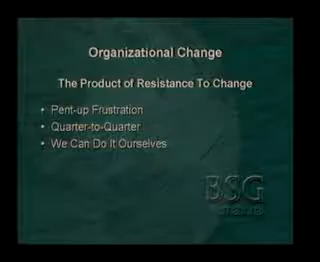 Organizational Change
The Product of Resistance To Change
• Pent-up Frustration
• Quarter-to-Quarter
• We Can Do It Ourselves
BSG